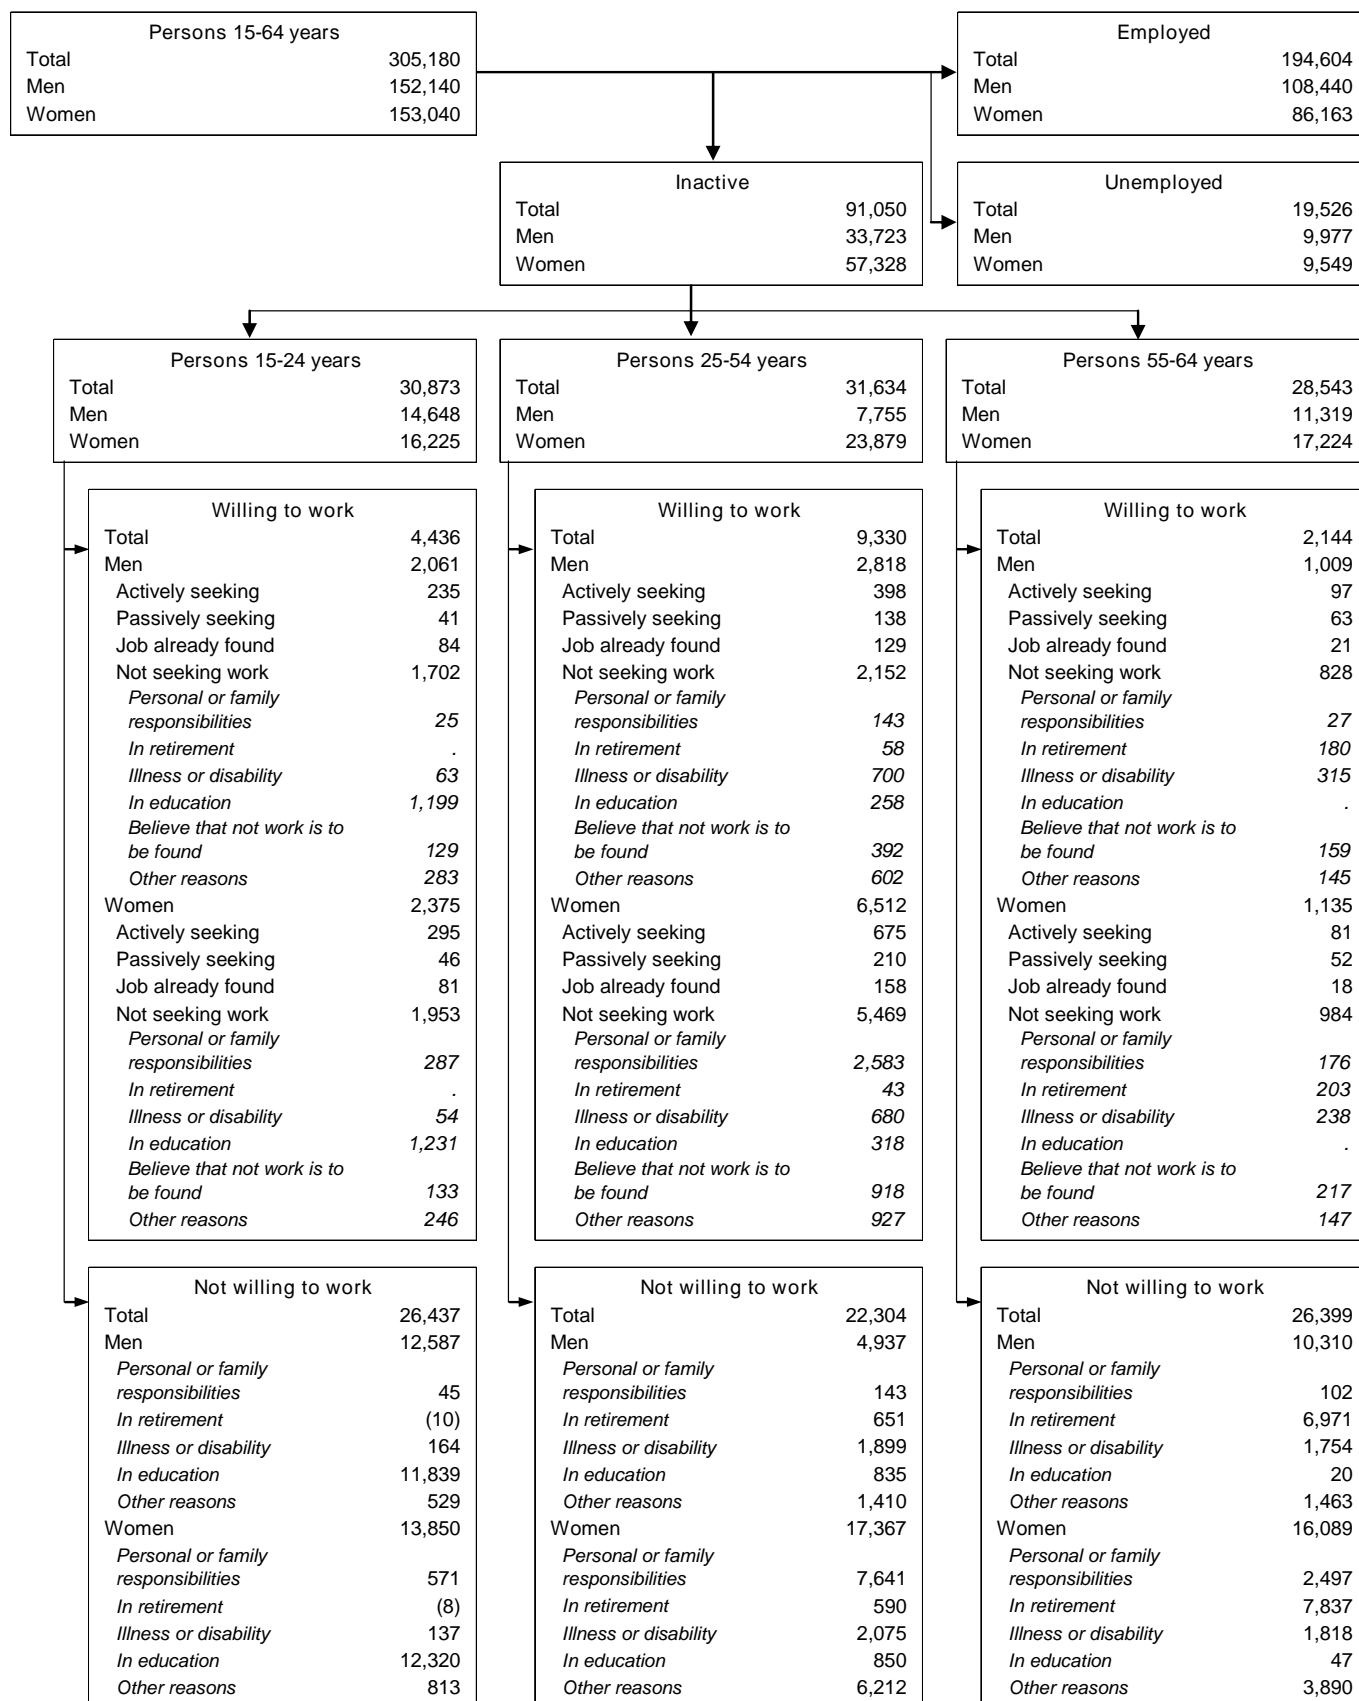 Persons 15-64 years
Total 305,180
Men 152,140
Women 153,040
Employed
Total 194,604
Men 108,440
Women 86,163
Inactive
Total 91,050
Men 33,723
Women 57,328
Unemployed
Total 19,526
Men 9,977
Women 9,549
Persons 15-24 years
Total 30,873
Men 14,648
Women 16,225
Persons 25-54 years
Total 31,634
Men 7,755
Women 23,879
Persons 55-64 years
Total 28,543
Men 11,319
Women 17,224
Willing to work
Total 4,436
Men 2,061
Actively seeking 235
Passively seeking 41
Job already found 84
Not seeking work 1,702
Personal or family
responsibilities 25
In retirement .
Illness or disability 63
In education 1,199
Believe that not work is to
be found 129
Other reasons 283
Women 2,375
Actively seeking 295
Passively seeking 46
Job already found 81
Not seeking work 1,953
Personal or family
responsibilities 287
In retirement .
Illness or disability 54
In education 1,231
Believe that not work is to
be found 133
Other reasons 246
Willing to work
Total 9,330
Men 2,818
Actively seeking 398
Passively seeking 138
Job already found 129
Not seeking work 2,152
Personal or family
responsibilities 143
In retirement 58
Illness or disability 700
In education 258
Believe that not work is to
be found 392
Other reasons 602
Women 6,512
Actively seeking 675
Passively seeking 210
Job already found 158
Not seeking work 5,469
Personal or family
responsibilities 2,583
In retirement 43
Illness or disability 680
In education 318
Believe that not work is to
be found 918
Other reasons 927
Willing to work
Total 2,144
Men 1,009
Actively seeking 97
Passively seeking 63
Job already found 21
Not seeking work 828
Personal or family
responsibilities 27
In retirement 180
Illness or disability 315
In education .
Believe that not work is to
be found 159
Other reasons 145
Women 1,135
Actively seeking 81
Passively seeking 52
Job already found 18
Not seeking work 984
Personal or family
responsibilities 176
In retirement 203
Illness or disability 238
In education .
Believe that not work is to
be found 217
Other reasons 147
Not willing to work
Total 26,437
Men 12,587
Personal or family
responsibilities 45
In retirement (10)
Illness or disability 164
In education 11,839
Other reasons 529
Women 13,850
Personal or family
responsibilities 571
In retirement (8)
Illness or disability 137
In education 12,320
Other reasons 813
Not willing to work
Total 22,304
Men 4,937
Personal or family
responsibilities 143
In retirement 651
Illness or disability 1,899
In education 835
Other reasons 1,410
Women 17,367
Personal or family
responsibilities 7,641
In retirement 590
Illness or disability 2,075
In education 850
Other reasons 6,212
Not willing to work
Total 26,399
Men 10,310
Personal or family
responsibilities 102
In retirement 6,971
Illness or disability 1,754
In education 20
Other reasons 1,463
Women 16,089
Personal or family
responsibilities 2,497
In retirement 7,837
Illness or disability 1,818
In education 47
Other reasons 3,890